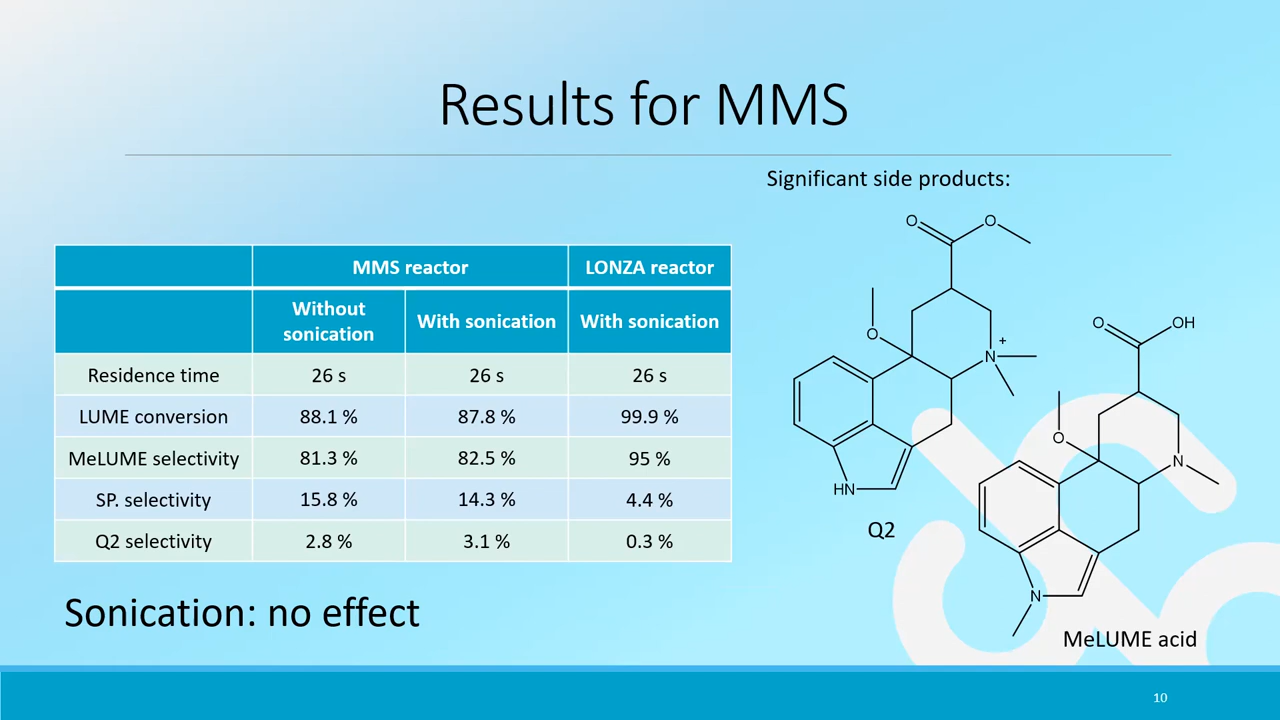 Results for MMS
Significant side products:
MMS reactor LONZA reactor
Without sonication With sonication With sonication
Residence time 26 s 26 s 26 s
LUME conversion 88.1 % 87.8 % 99.9 %
MeLUME selectivity 81.3 % 82.5 % 95 %
SP. selectivity 15.8 % 14.3 % 4.4 %
Q2 selectivity 2.8 % 3.1 % 0.3 %
Sonication: no effect
O O
O
N +
HN
Q2
O OH
O
N
N
MeLUME acid
10